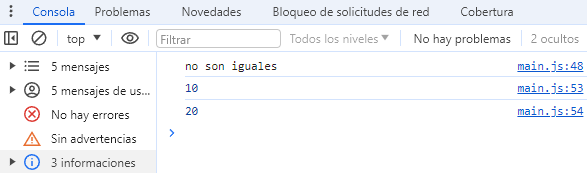 Consola Problemas Novedades Bloqueo de solicitudes de red Cobertura
top Filtrar Todos los niveles No hay problemas 2 ocultos
5 mensajes
5 mensajes de us...
No hay errores
Sin advertencias
3 informaciones
no son iguales main.js:48
10 main.js:53
20 main.js:54